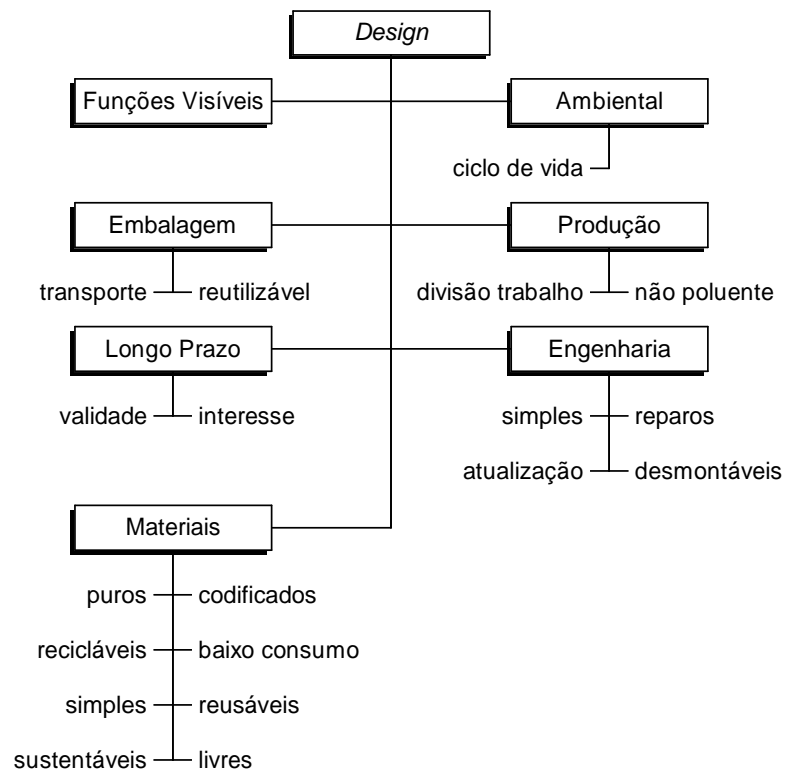 Design
Funções Visíveis
Ambiental
ciclo de vida
Embalagem
Produção
transporte
reutilizável
divisão trabalho
não poluente
Longo Prazo
Engenharia
validade
interesse
simples
reparos
atualização
desmontáveis
Materiais
puros
codificados
recicláveis
baixo consumo
simples
reusáveis
sustentáveis
livres